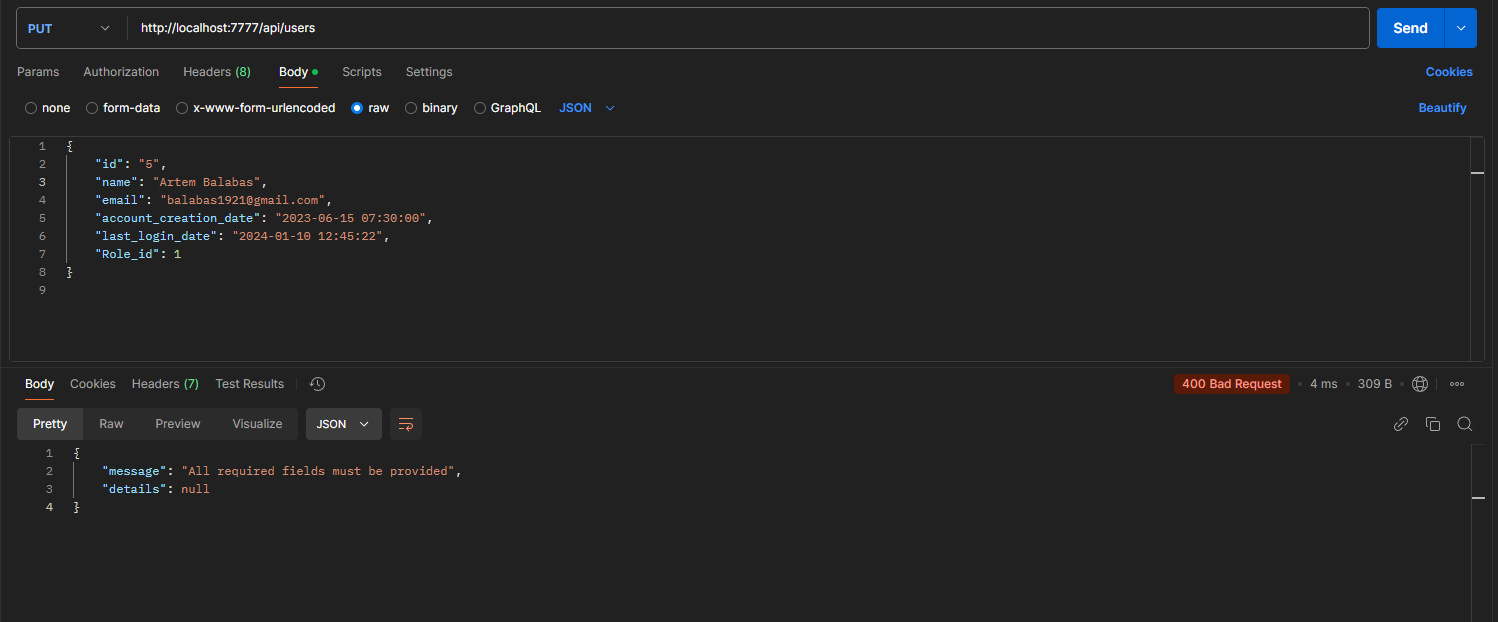 PUT http://localhost:7777/api/users Send
Params Authorization Headers (8) Body Scripts Settings Cookies
none form-data x-www-form-urlencoded raw binary GraphQL JSON Beautify
1 {
2 "id": "5",
3 "name": "Artem Balabas",
4 "email": "balabas1921@gmail.com",
5 "account_creation_date": "2023-06-15 07:30:00",
6 "last_login_date": "2024-01-10 12:45:22",
7 "Role_id": 1
8 }
9
Body Cookies Headers (7) Test Results 400 Bad Request 4 ms 309 B
Pretty Raw Preview Visualize JSON
1 {
2 "message": "All required fields must be provided",
3 "details": null
4 }